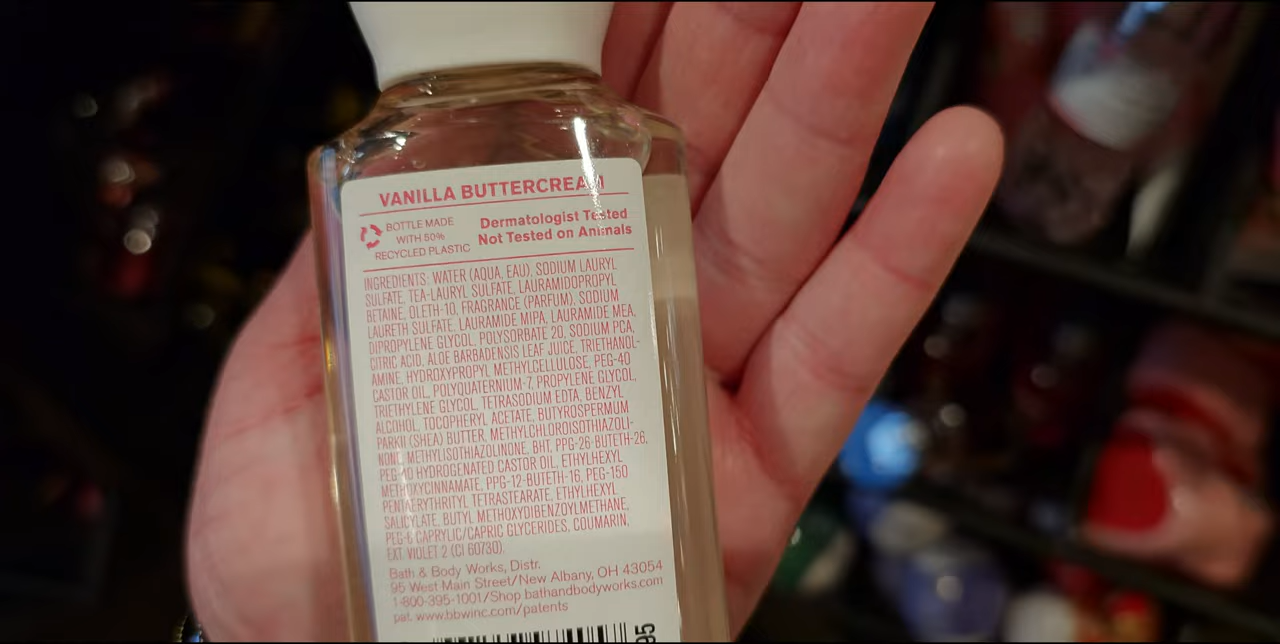 VANILLA BUTTERCREAM
BOTTLE MADE
WITH 50%
RECYCLED PLASTIC
Dermatologist Tested
Not Tested on Animals
INGREDIENTS: WATER (AQUA, EAU), SODIUM LAURYL
SULFATE, TEA-LAURYL SULFATE, LAURAMIDOPROPYL
BETAINE, OLETH-10, FRAGRANCE (PARFUM), SODIUM
LAURETH SULFATE, LAURAMIDE MIPA, LAURAMIDE MEA,
DIPROPYLENE GLYCOL, POLYSORBATE 20, SODIUM PCA,
CITRIC ACID, ALOE BARBADENSIS LEAF JUICE, TRIETHANOL-
AMINE, HYDROXYPROPYL METHYLCELLULOSE, PEG-40
CASTOR OIL, POLYQUATERNIUM-7, PROPYLENE GLYCOL,
TRIETHYLENE GLYCOL, TETRASODIUM EDTA, BENZYL
ALCOHOL, TOCOPHERYL ACETATE, BUTYROSPERMUM
PARKII (SHEA) BUTTER, METHYLCHLOROISOTHIAZOLI-
NONE, METHYLISOTHIAZOLINONE, BHT, PPG-26-BUTETH-26,
PEG-40 HYDROGENATED CASTOR OIL, ETHYLHEXYL
METHOXYCINNAMATE, PPG-12-BUTETH-16, PEG-150
PENTAERYTHRITYL TETRASTEARATE, ETHYLHEXYL
SALICYLATE, BUTYL METHOXYDIBENZOYLMETHANE,
PEG-6 CAPRYLIC/CAPRIC GLYCERIDES, COUMARIN,
EXT. VIOLET 2 (CI 60730).
Bath & Body Works, Distr.
95 West Main Street/New Albany, OH 43054
1-800-395-1001/Shop bathandbodyworks.com
pat. www.bbwinc.com/patents
95